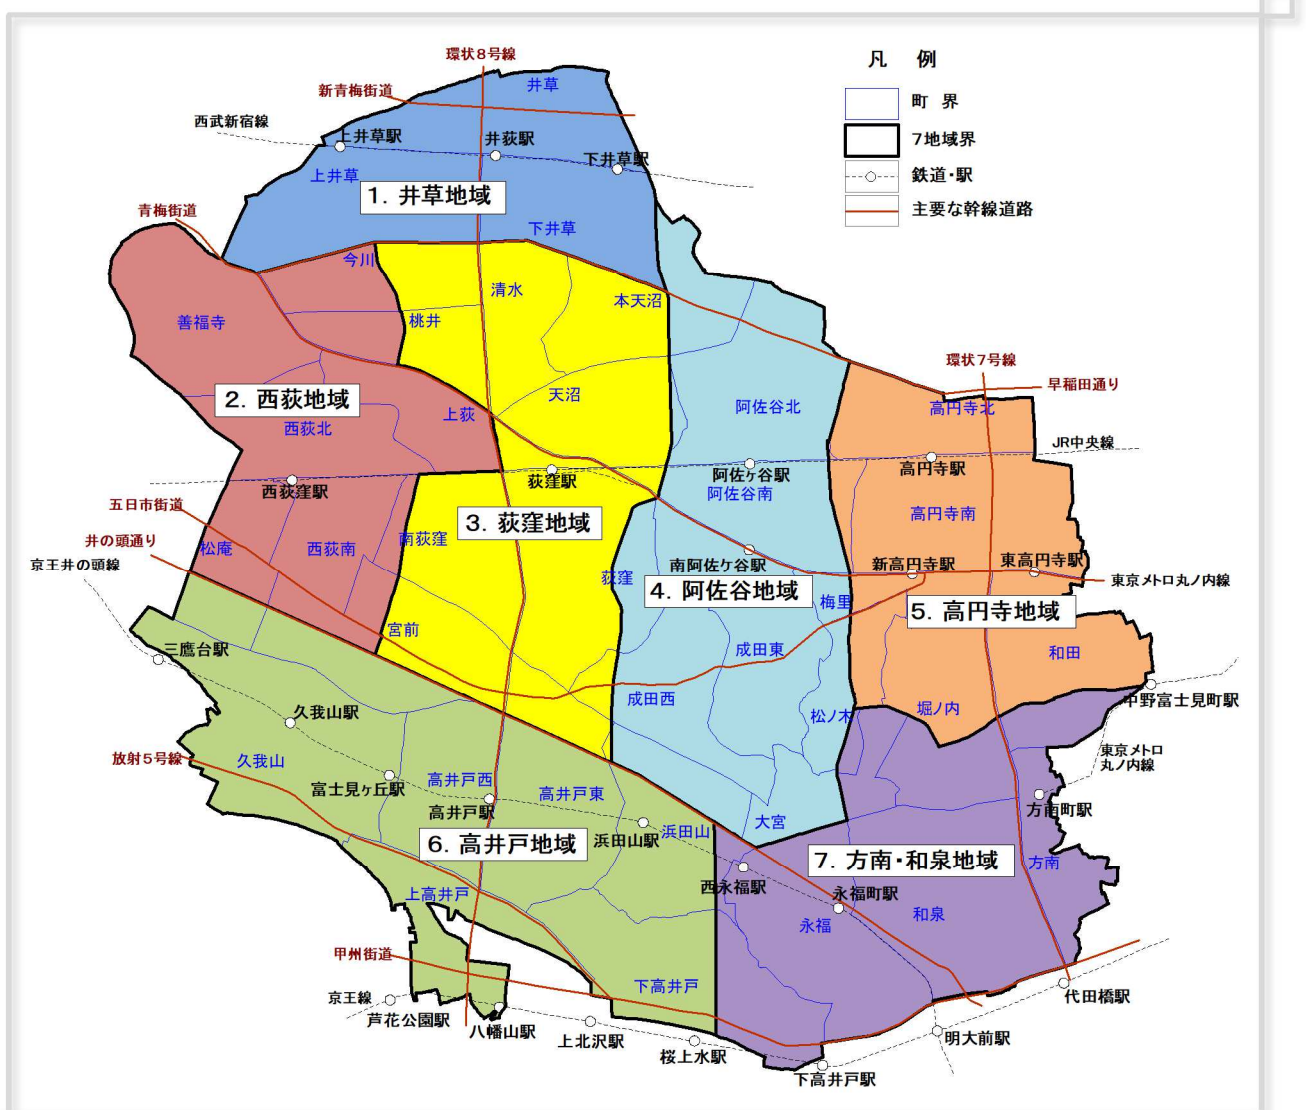 環状8号線
凡 例
井草
新青梅街道
町 界
西武新宿線
上井草駅
井荻駅
7地域界
下井草駅
上井草
鉄道・駅
1. 井草地域
青梅街道
主要な幹線道路
下井草
今川
清水
本天沼
善福寺
桃井
環状7号線
早稲田通り
2. 西荻地域
天沼
阿佐谷北
高円寺北
上荻
西荻北
JR中央線
荻窪駅
阿佐ヶ谷駅
高円寺駅
西荻窪駅
阿佐谷南
五日市街道
高円寺南
3. 荻窪地域
井の頭通り
南荻窪
松庵
西荻南
京王井の頭線
南阿佐ケ谷駅
新高円寺駅
東高円寺駅
荻窪
東京メトロ丸ノ内線
4. 阿佐谷地域
梅里
5. 高円寺地域
宮前
三鷹台駅
成田東
和田
成田西
中野富士見町駅
久我山駅
松ノ木
堀ノ内
放射5号線
久我山
東京メトロ
丸ノ内線
富士見ヶ丘駅
高井戸西
高井戸東
高井戸駅
方南町駅
大宮
浜田山
6. 高井戸地域
浜田山駅
7. 方南・和泉地域
方南
西永福駅
上高井戸
永福町駅
永福
和泉
甲州街道
下高井戸
京王線
代田橋駅
芦花公園駅
八幡山駅
上北沢駅
明大前駅
桜上水駅
下高井戸駅